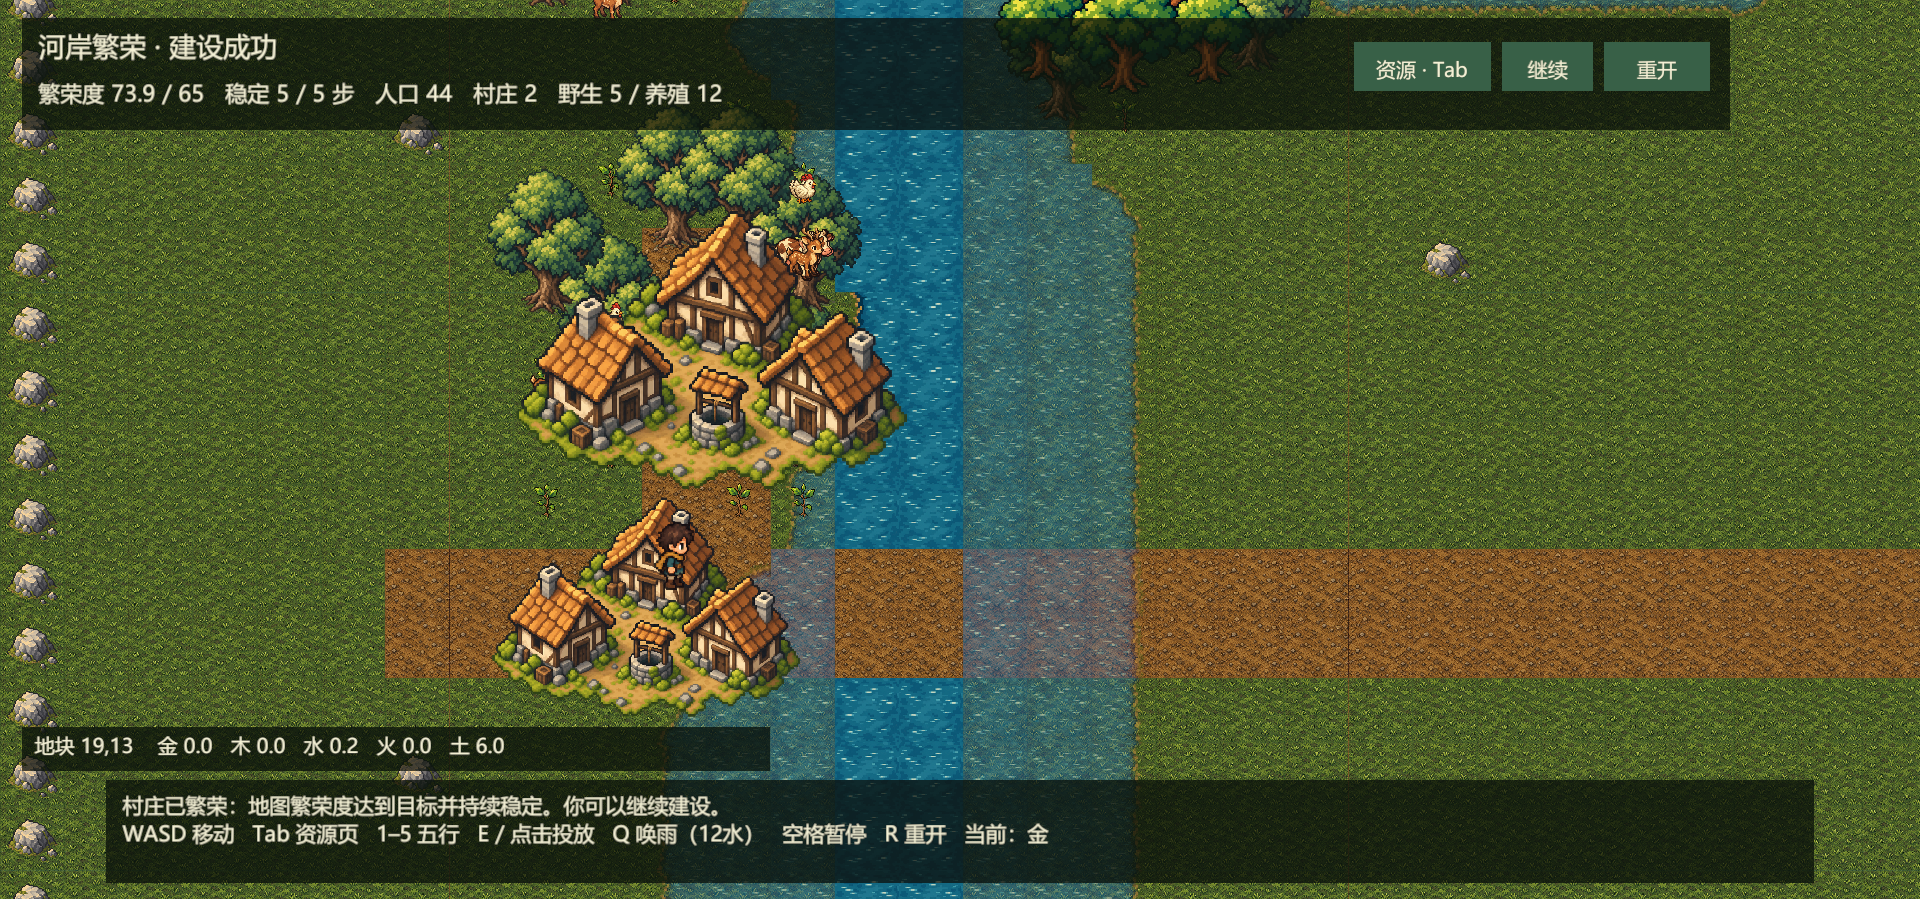 河岸繁荣 · 建设成功
资源 · Tab 继续 重开
繁荣度 73.9 / 65 稳定 5 / 5 步 人口 44 村庄 2 野生 5 / 养殖 12
地块 19,13 金 0.0 木 0.0 水 0.2 火 0.0 土 6.0
村庄已繁荣：地图繁荣度达到目标并持续稳定。你可以继续建设。
WASD 移动 Tab 资源页 1–5 五行 E / 点击投放 Q 唤雨（12水） 空格暂停 R 重开 当前：金